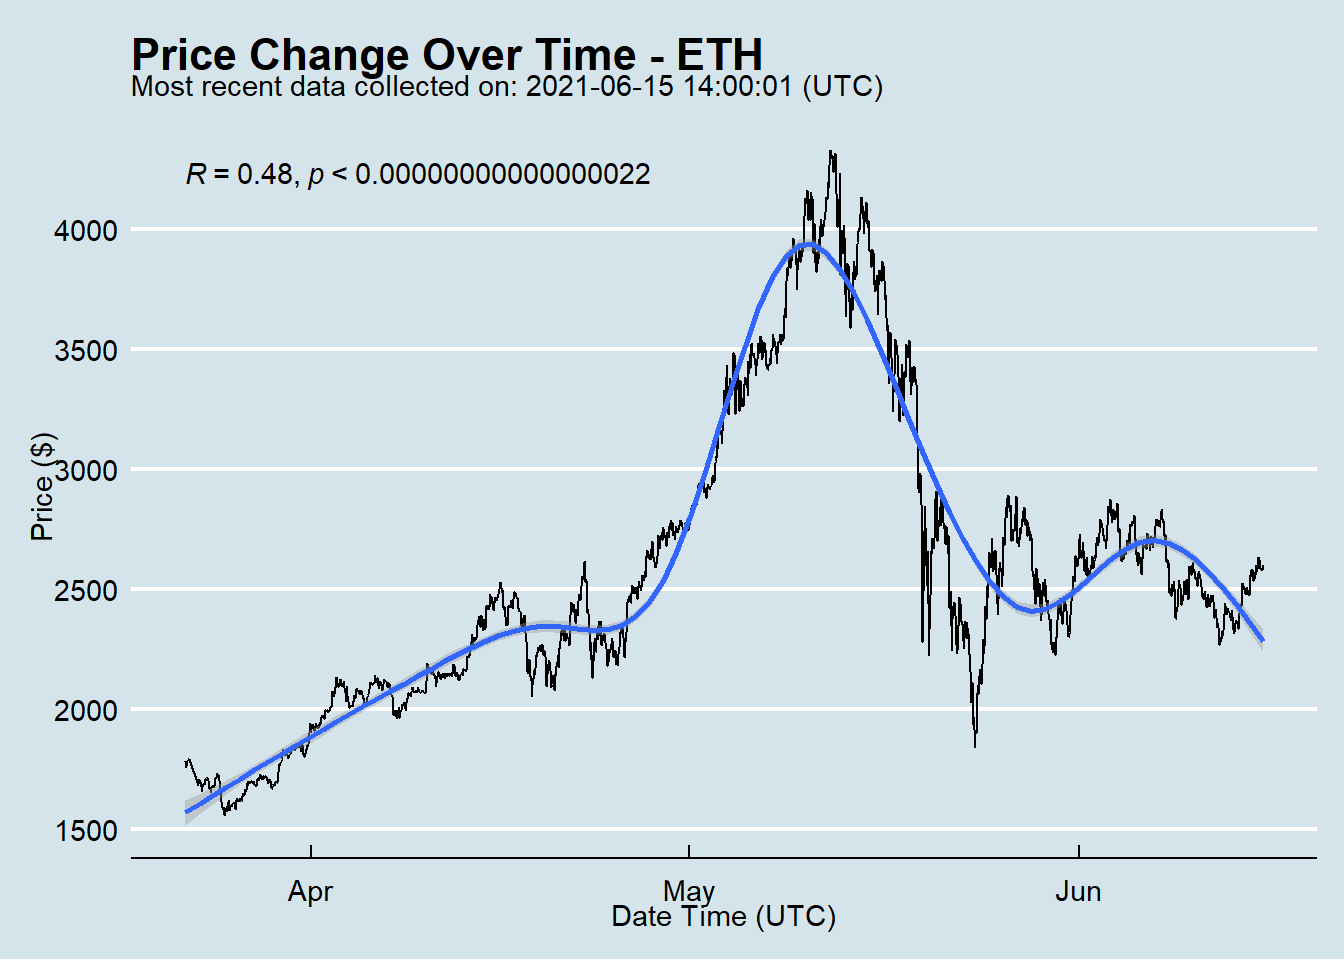 Price Change Over Time - ETH
Most recent data collected on: 2021-06-15 14:00:01 (UTC)
R = 0.48, p < 0.00000000000000022
4000
3500
3000
2500
2000
1500
Price ($)
Apr
May
Jun
Date Time (UTC)